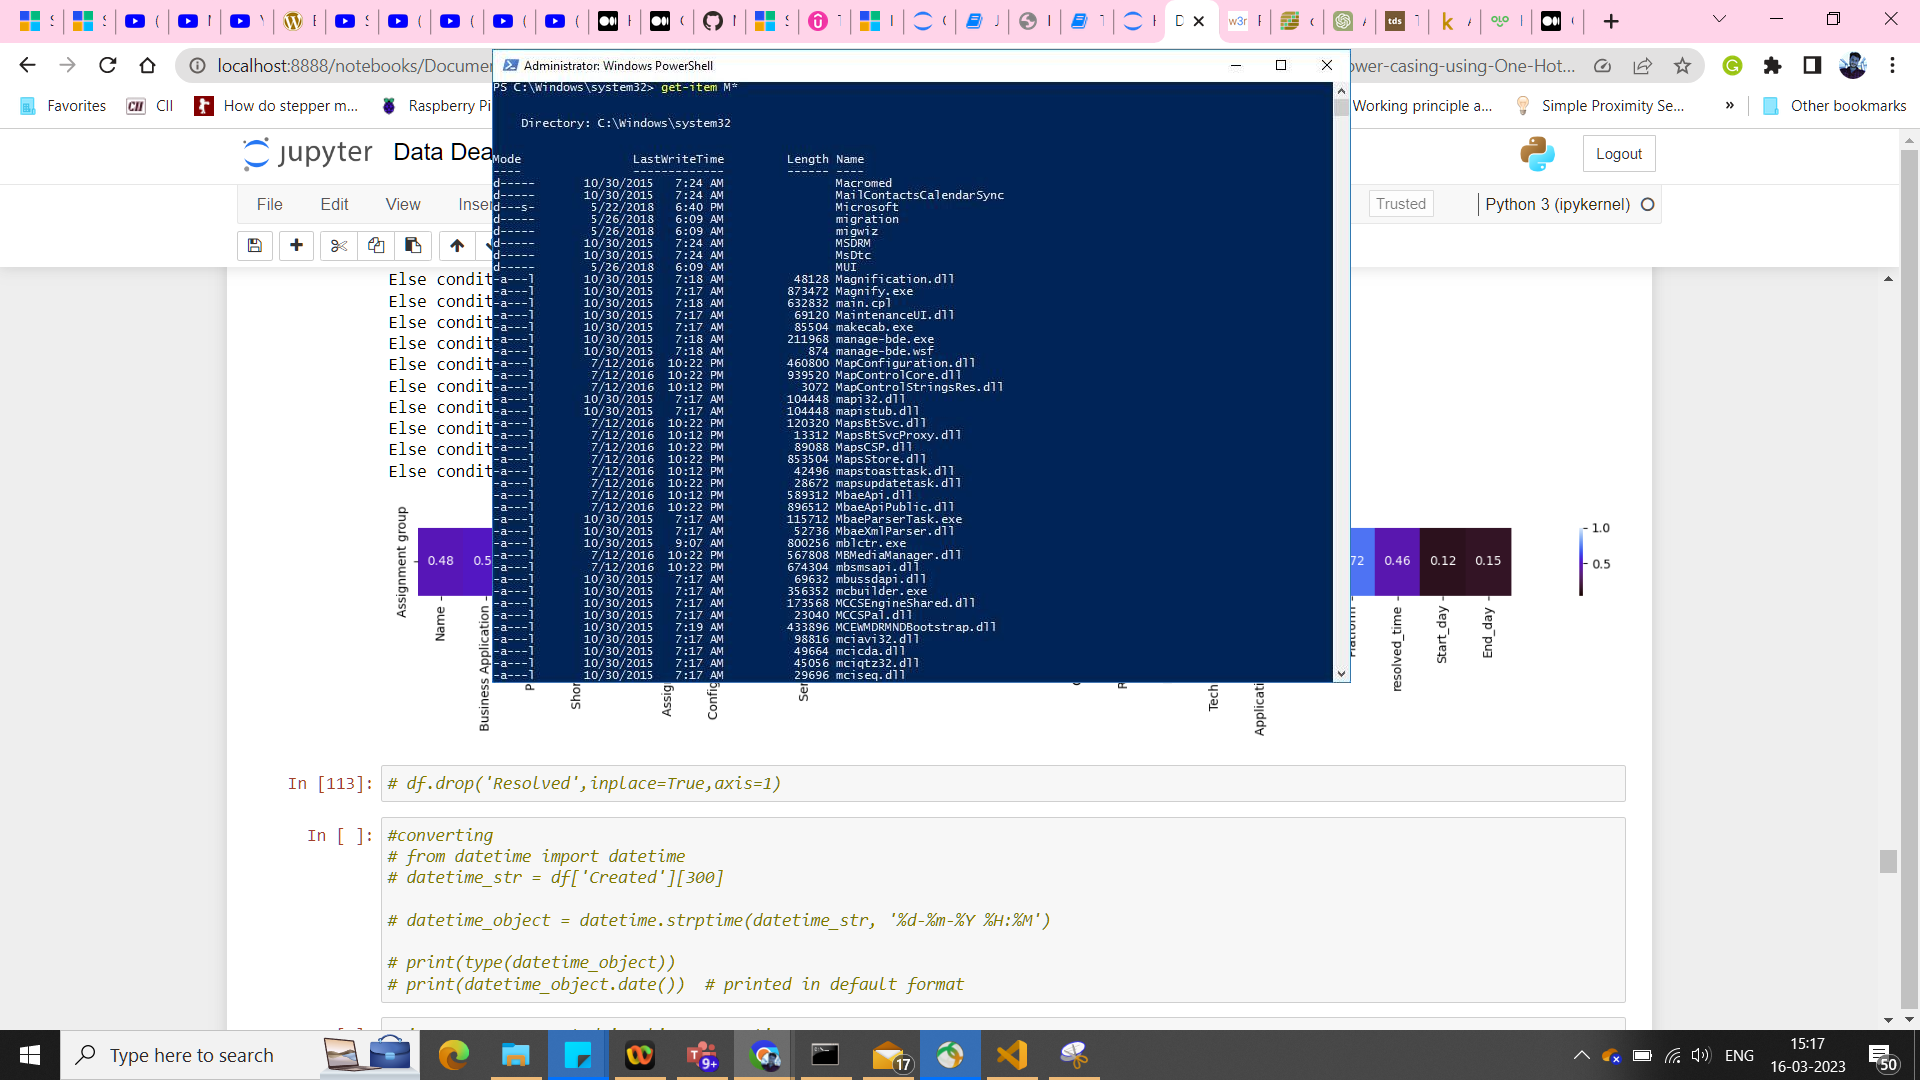 localhost:8888/notebooks/Documen
ower-casing-using-One-Hot...
Favorites
CII
How do stepper m...
Raspberry Pi
Working principle a...
Simple Proximity Se...
»
Other bookmarks
jupyter
Data Dea
Logout
File Edit View Inser
Trusted
Python 3 (ipykernel)
Administrator: Windows PowerShell
PS C:\Windows\system32> get-item M*
Directory: C:\Windows\system32
Mode LastWriteTime Length Name
---- ------------- ------ ----
d----- 10/30/2015 7:24 AM Macromed
d----- 10/30/2015 7:24 AM MailContactsCalendarSync
d---s- 5/22/2018 6:40 PM Microsoft
d----- 5/26/2018 6:09 AM migration
d----- 5/26/2018 6:09 AM migwiz
d----- 10/30/2015 7:24 AM MSDRM
d----- 10/30/2015 7:24 AM MsDtc
d----- 5/26/2018 6:09 AM MUI
-a---l 10/30/2015 7:18 AM 48128 Magnification.dll
-a---l 10/30/2015 7:17 AM 873472 Magnify.exe
-a---l 10/30/2015 7:18 AM 632832 main.cpl
-a---l 10/30/2015 7:17 AM 69120 MaintenanceUI.dll
-a---l 10/30/2015 7:17 AM 85504 makecab.exe
-a---l 10/30/2015 7:18 AM 211968 manage-bde.exe
-a---l 10/30/2015 7:18 AM 874 manage-bde.wsf
-a---l 7/12/2016 10:22 PM 460800 MapConfiguration.dll
-a---l 7/12/2016 10:22 PM 939520 MapControlCore.dll
-a---l 7/12/2016 10:12 PM 3072 MapControlStringsRes.dll
-a---l 10/30/2015 7:17 AM 104448 mapi32.dll
-a---l 10/30/2015 7:17 AM 104448 mapistub.dll
-a---l 7/12/2016 10:22 PM 120320 MapsBtSvc.dll
-a---l 7/12/2016 10:12 PM 13312 MapsBtSvcProxy.dll
-a---l 7/12/2016 10:22 PM 89088 MapsCSP.dll
-a---l 7/12/2016 10:22 PM 853504 MapsStore.dll
-a---l 7/12/2016 10:12 PM 42496 mapstoasttask.dll
-a---l 7/12/2016 10:22 PM 28672 mapsupdatetask.dll
-a---l 7/12/2016 10:12 PM 589312 MbaeApi.dll
-a---l 7/12/2016 10:22 PM 896512 MbaeApiPublic.dll
-a---l 10/30/2015 7:17 AM 115712 MbaeParserTask.exe
-a---l 10/30/2015 7:17 AM 52736 MbaeXmlParser.dll
-a---l 10/30/2015 9:07 AM 800256 mblctr.exe
-a---l 7/12/2016 10:22 PM 567808 MBMediaManager.dll
-a---l 7/12/2016 10:22 PM 674304 mbsmsapi.dll
-a---l 10/30/2015 7:17 AM 69632 mbussdapi.dll
-a---l 10/30/2015 7:17 AM 356352 mcbuilder.exe
-a---l 10/30/2015 7:17 AM 173568 MCCSEngineShared.dll
-a---l 10/30/2015 7:17 AM 23040 MCCSPal.dll
-a---l 10/30/2015 7:19 AM 433896 MCEWMDRMNDBootstrap.dll
-a---l 10/30/2015 7:17 AM 98816 mciavi32.dll
-a---l 10/30/2015 7:17 AM 49664 mcicda.dll
-a---l 10/30/2015 7:17 AM 45056 mciqtz32.dll
-a---l 10/30/2015 7:17 AM 29696 mciseq.dll
Else condit
Else condit
Else condit
Else condit
Else condit
Else condit
Else condit
Else condit
Else condit
Else condit
Assignment group
0.48 0.5 72 0.46 0.12 0.15
1.0
0.5
Name
Business Application
Shor
Assig
Config
Ser
Tech
Applicati
Platform
resolved_time
Start_day
End_day
In [113]: # df.drop('Resolved',inplace=True,axis=1)
In [ ]: #converting
# from datetime import datetime
# datetime_str = df['Created'][300]
# datetime_object = datetime.strptime(datetime_str, '%d-%m-%Y %H:%M')
# print(type(datetime_object))
# print(datetime_object.date())  # printed in default format
Type here to search
9+
17
ENG
15:17
16-03-2023
50